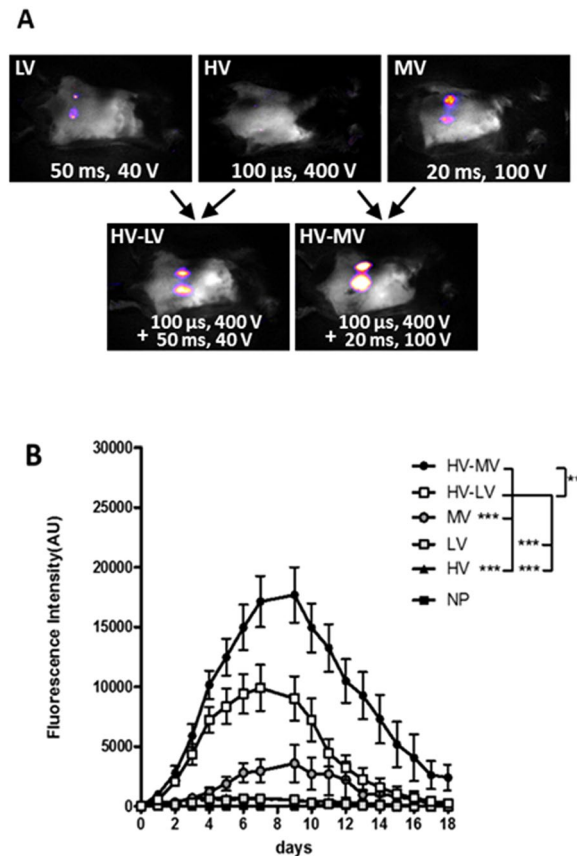 A
LV
50 ms, 40 V
HV
100 µs, 400 V
MV
20 ms, 100 V
HV-LV
100 µs, 400 V
+ 50 ms, 40 V
HV-MV
100 µs, 400 V
+ 20 ms, 100 V
B
Fluorescence Intensity(AU)
30000
25000
20000
15000
10000
5000
0
0 2 4 6 8 10 12 14 16 18
days
HV-MV
HV-LV
MV ***
LV ***
HV *** ***
NP